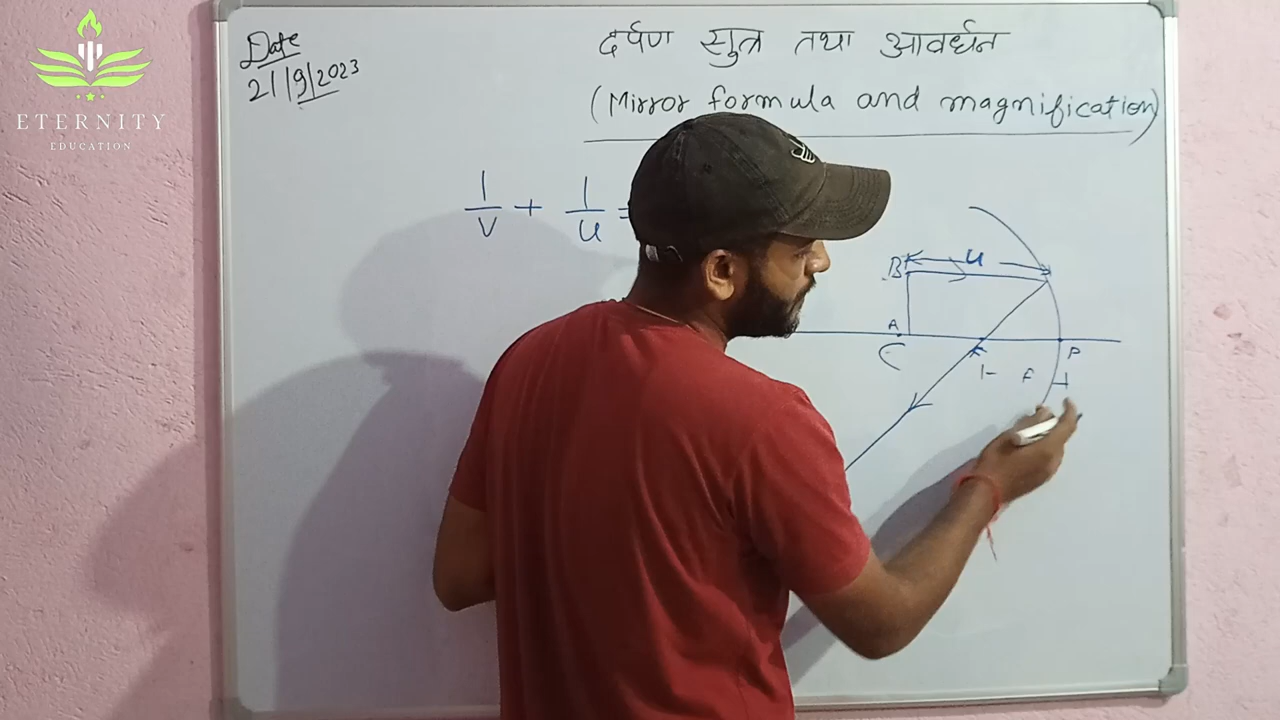 ETERNITY
EDUCATION
Date
21/9/2023
दर्पण सुत्र तथा आवर्धन
(Mirror formula and magnification)
1/v + 1/u =
B u
A
C F P
f